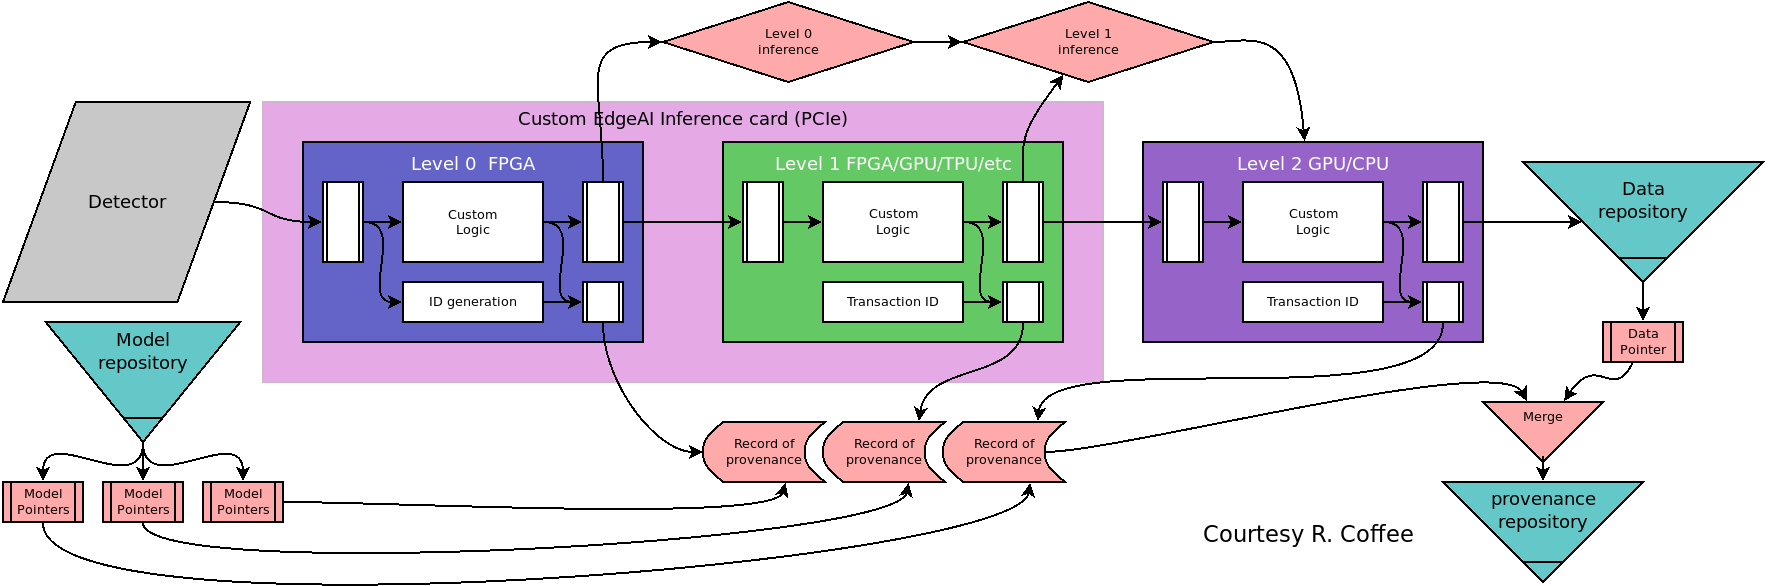 Level 0
inference
Level 1
inference
Custom EdgeAI Inference card (PCIe)
Detector
Level 0  FPGA
Custom
Logic
ID generation
Level 1 FPGA/GPU/TPU/etc
Custom
Logic
Transaction ID
Level 2 GPU/CPU
Custom
Logic
Transaction ID
Data
repository
Data
Pointer
Model
repository
Merge
Record of
provenance
Record of
provenance
Record of
provenance
Model
Pointers
Model
Pointers
Model
Pointers
provenance
repository
Courtesy R. Coffee